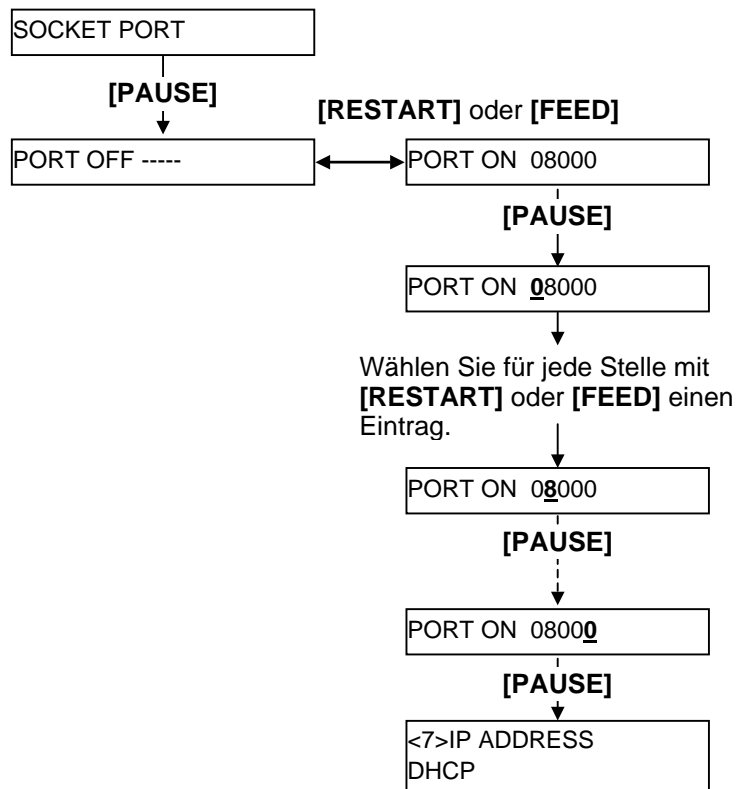 SOCKET PORT
[PAUSE]
[RESTART] oder [FEED]
PORT OFF -----
PORT ON 08000
[PAUSE]
PORT ON 08000
Wählen Sie für jede Stelle mit
[RESTART] oder [FEED] einen
Eintrag.
PORT ON 08000
[PAUSE]
PORT ON 08000
[PAUSE]
<7>IP ADDRESS
DHCP